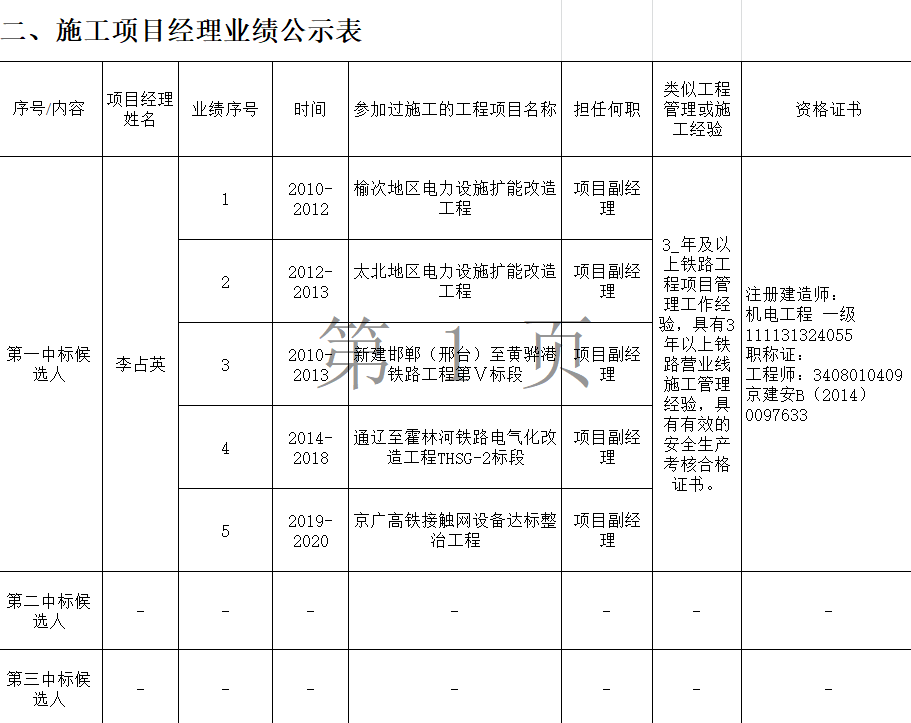 二、施工项目经理业绩公示表
序号/内容
项目经理
姓名
业绩序号
时间
参加过施工的工程项目名称
担任何职
类似工程
管理或施
工经验
资格证书
第一中标候
选人
李占英
1
2010-
2012
榆次地区电力设施扩能改造
工程
项目副经
理
2
2012-
2013
太北地区电力设施扩能改造
工程
项目副经
理
3
2010-
2013
新建邯郸（邢台）至黄骅港
铁路工程第Ⅴ标段
项目副经
理
4
2014-
2018
通辽至霍林河铁路电气化改
造工程THSG-2标段
项目副经
理
5
2019-
2020
京广高铁接触网设备达标整
治工程
项目副经
理
3_年及以
上铁路工
程项目管
理工作经
验，具有3
年以上铁
路营业线
施工管理
经验，具
有有效的
安全生产
考核合格
证书。
注册建造师：
机电工程 一级
111131324055
职称证：
工程师：3408010409
京建安B（2014）
0097633
第二中标候
选人
-
-
-
-
-
-
-
第三中标候
选人
-
-
-
-
-
-
-
第 1 页